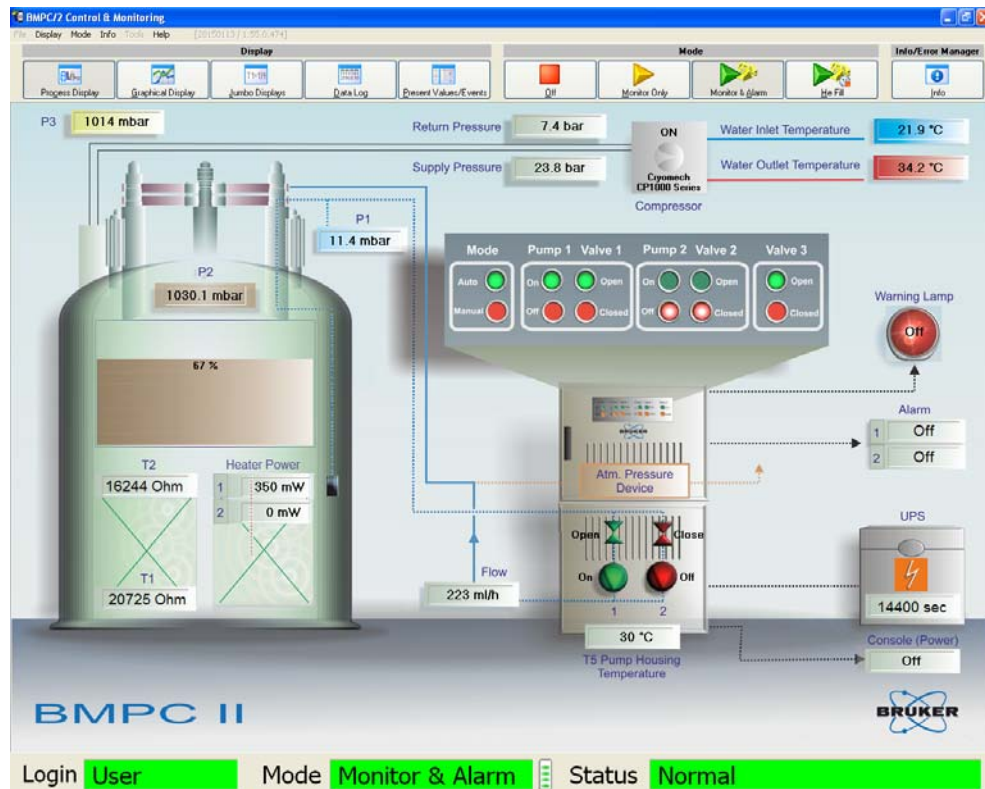 BMPC/2 Control & Monitoring
File Display Mode Info Tools Help [20150113 / 1:55:0.474]
Display Mode Info/Error Manager
Progess Display Graphical Display Jumbo Displays Data Log Present Values/Events Off Monitor Only Monitor & Alarm He Fill Info
P3 1014 mbar
Return Pressure 7.4 bar
ON
Water Inlet Temperature 21.9 °C
Supply Pressure 23.8 bar
Cryomech
CP1000 Series
Water Outlet Temperature 34.2 °C
Compressor
P1
11.4 mbar
P2
1030.1 mbar
Mode Pump 1 Valve 1 Pump 2 Valve 2 Valve 3
Auto On Open On Open Open
Manual Off Closed Off Closed Closed
Warning Lamp
Off
67 %
Alarm
1 Off
2 Off
BRUKER
Atm. Pressure
Device
T2
16244 Ohm
Heater Power
1 350 mW
2 0 mW
T1
20725 Ohm
Open Close
On Off
1 2
Flow
223 ml/h
30 °C
T5 Pump Housing
Temperature
UPS
14400 sec
Console (Power)
Off
BMPC II
BRUKER
Login User Mode Monitor & Alarm Status Normal